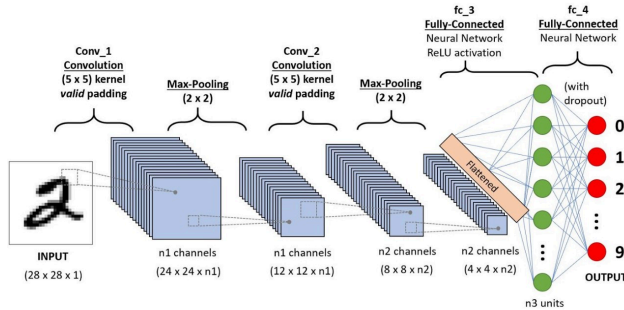 Conv_1
Convolution
(5 x 5) kernel
valid padding
Max-Pooling
(2 x 2)
Conv_2
Convolution
(5 x 5) kernel
valid padding
Max-Pooling
(2 x 2)
fc_3
Fully-Connected
Neural Network
ReLU activation
fc_4
Fully-Connected
Neural Network
(with
dropout)
Flattened
0
1
2
9
OUTPUT
2
INPUT
(28 x 28 x 1)
n1 channels
(24 x 24 x n1)
n1 channels
(12 x 12 x n1)
n2 channels
(8 x 8 x n2)
n2 channels
(4 x 4 x n2)
n3 units